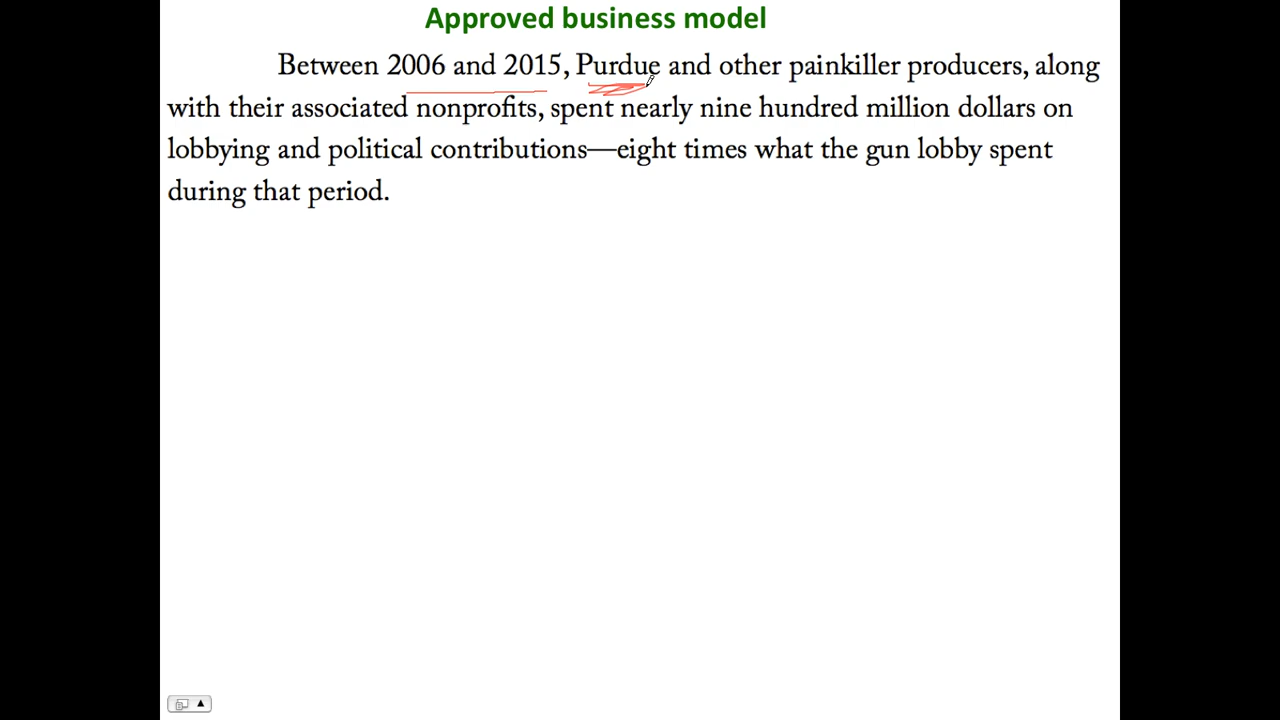 Approved business model
Between 2006 and 2015, Purdue and other painkiller producers, along
with their associated nonprofits, spent nearly nine hundred million dollars on
lobbying and political contributions—eight times what the gun lobby spent
during that period.